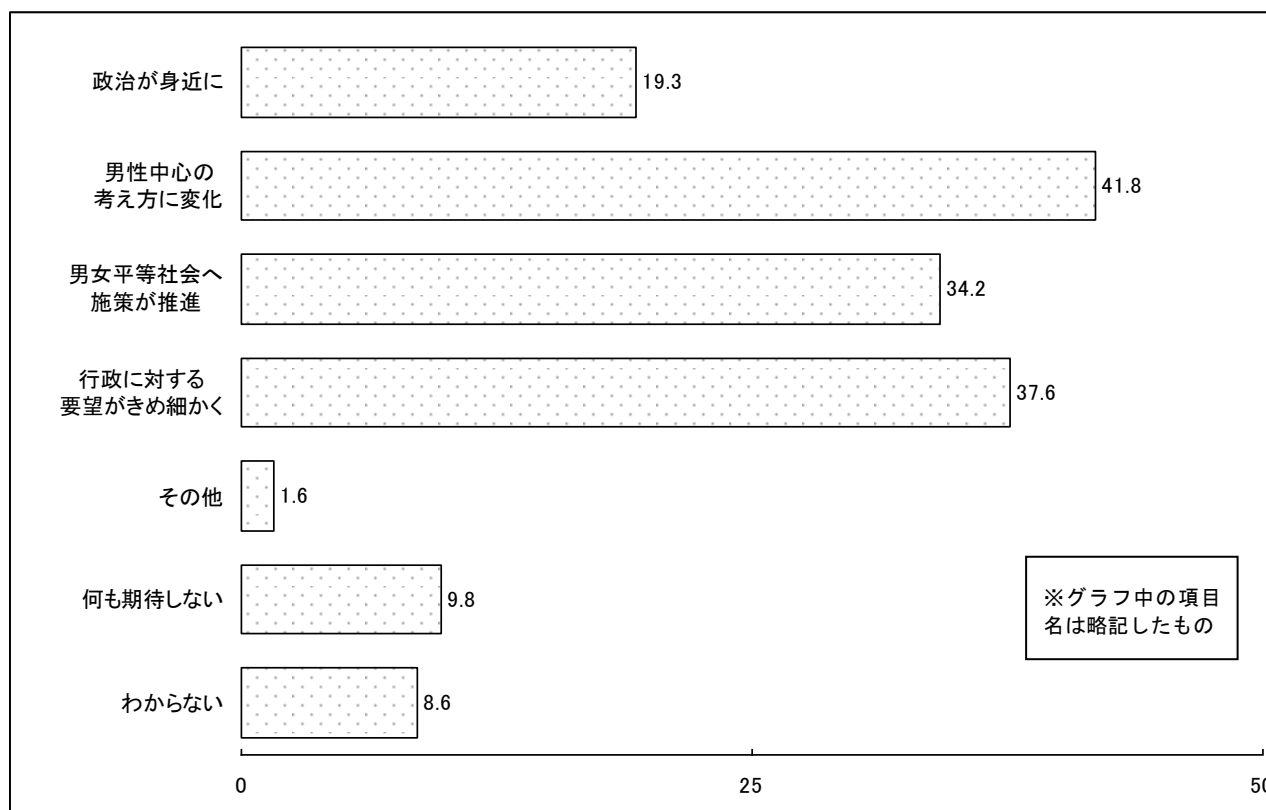 政治が身近に
19.3
男性中心の
考え方に変化
41.8
男女平等社会へ
施策が推進
34.2
行政に対する
要望がきめ細かく
37.6
その他
1.6
何も期待しない
9.8
※グラフ中の項目
名は略記したもの
わからない
8.6
0
25
50